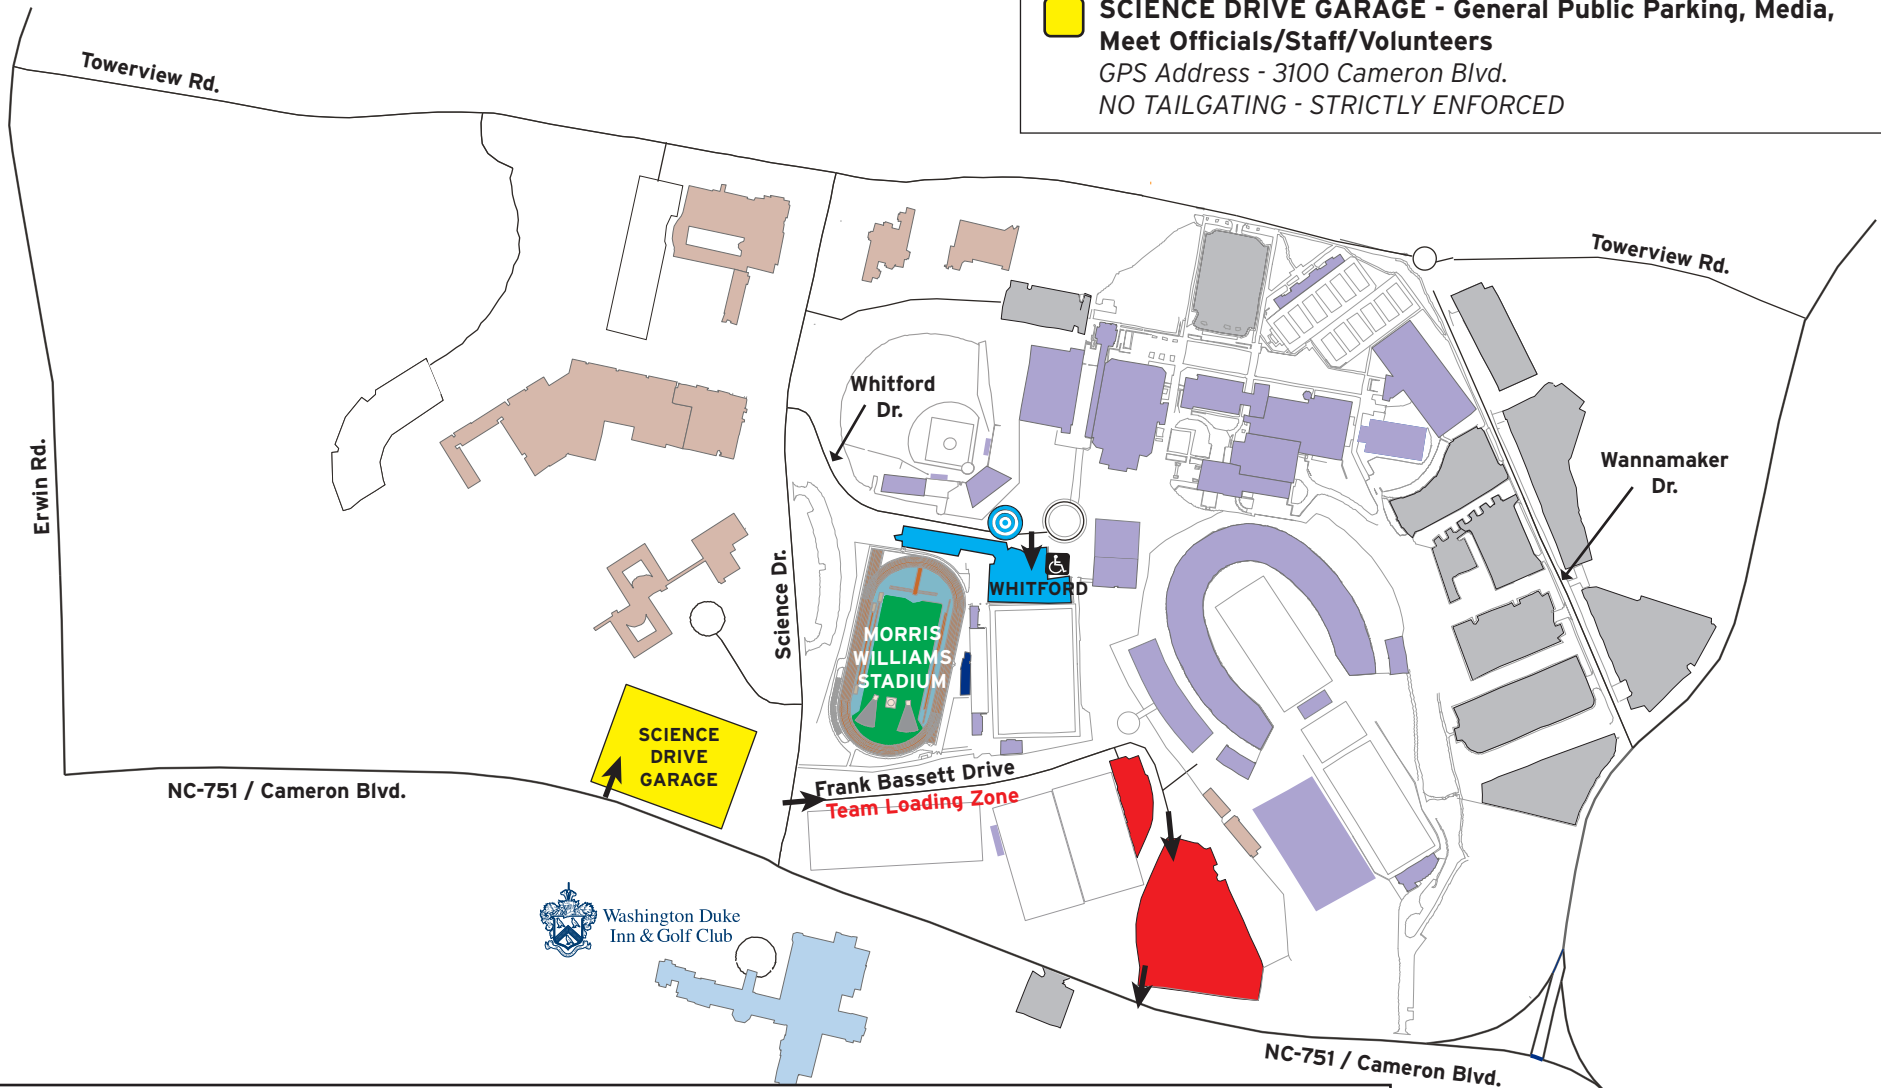 SCIENCE DRIVE GARAGE - General Public Parking, Media,
Meet Officials/Staff/Volunteers
GPS Address - 3100 Cameron Blvd.
NO TAILGATING - STRICTLY ENFORCED
Towerview Rd.
Towerview Rd.
Whitford
Dr.
Erwin Rd.
Wannamaker
Dr.
Science Dr.
WHITFORD
MORRIS
WILLIAMS
STADIUM
SCIENCE
DRIVE
GARAGE
NC-751 / Cameron Blvd.
Frank Bassett Drive
Team Loading Zone
Washington Duke
Inn & Golf Club
NC-751 / Cameron Blvd.